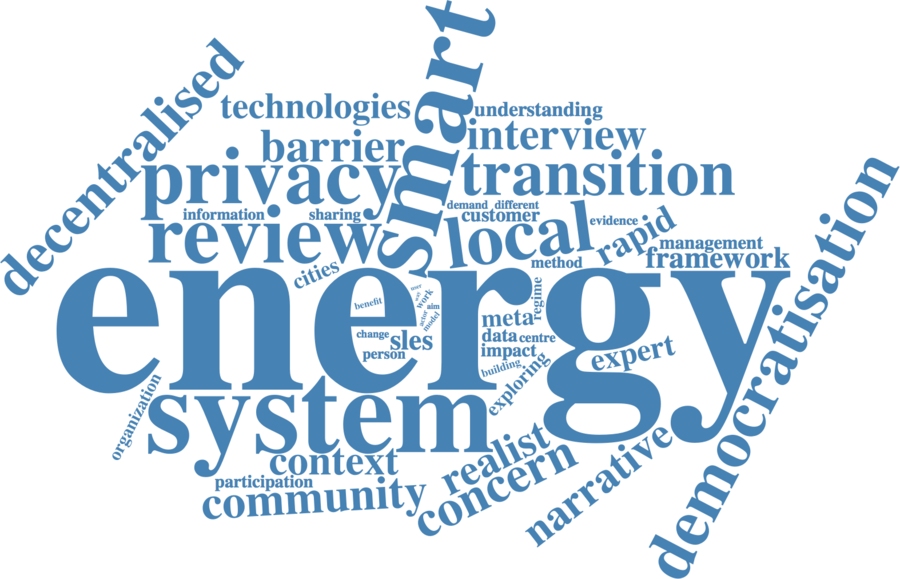 smart
decentralised
technologies
understanding
barrier
interview
privacy
transition
demand
different
information
sharing
customer
evidence
review
local
rapid
management
method
framework
cities
energy
democratisation
benefit
user
way
work
actor
aim
model
regime
meta
change
sles
data
centre
person
impact
expert
building
exploring
organization
system
context
realist
concern
narrative
participation
community